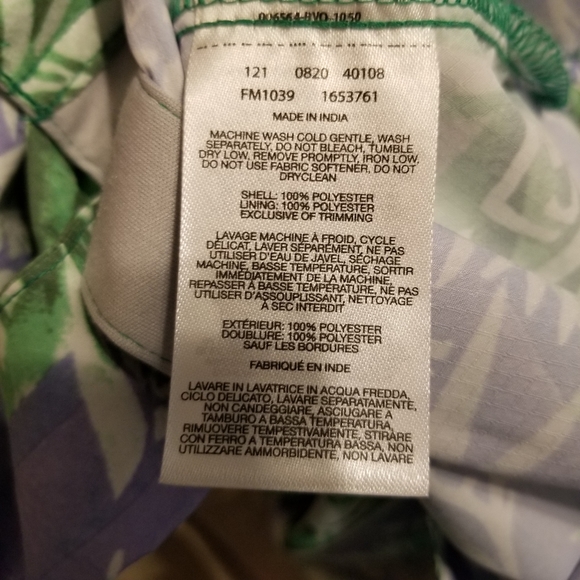 006564-BVO-1050
121 0820 40108
FM1039 1653761
MADE IN INDIA
MACHINE WASH COLD GENTLE, WASH
SEPARATELY, DO NOT BLEACH, TUMBLE
DRY LOW, REMOVE PROMPTLY, IRON LOW,
DO NOT USE FABRIC SOFTENER, DO NOT
DRYCLEAN
SHELL: 100% POLYESTER
LINING: 100% POLYESTER
EXCLUSIVE OF TRIMMING
LAVAGE MACHINE À FROID, CYCLE
DÉLICAT, LAVER SÉPARÉMENT, NE PAS
UTILISER D'EAU DE JAVEL, SÉCHAGE
MACHINE, BASSE TEMPÉRATURE, SORTIR
IMMÉDIATEMENT DE LA MACHINE,
REPASSER À BASSE TEMPÉRATURE, NE PAS
UTILISER D'ASSOUPLISSANT, NETTOYAGE
À SEC INTERDIT
EXTÉRIEUR: 100% POLYESTER
DOUBLURE: 100% POLYESTER
SAUF LES BORDURES
FABRIQUÉ EN INDE
LAVARE IN LAVATRICE IN ACQUA FREDDA,
CICLO DELICATO, LAVARE SEPARATAMENTE,
NON CANDEGGIARE, ASCIUGARE A
TAMBURO A BASSA TEMPERATURA,
RIMUOVERE TEMPESTIVAMENTE, STIRARE
CON FERRO A TEMPERATURA BASSA, NON
UTILIZZARE AMMORBIDENTE, NON LAVARE